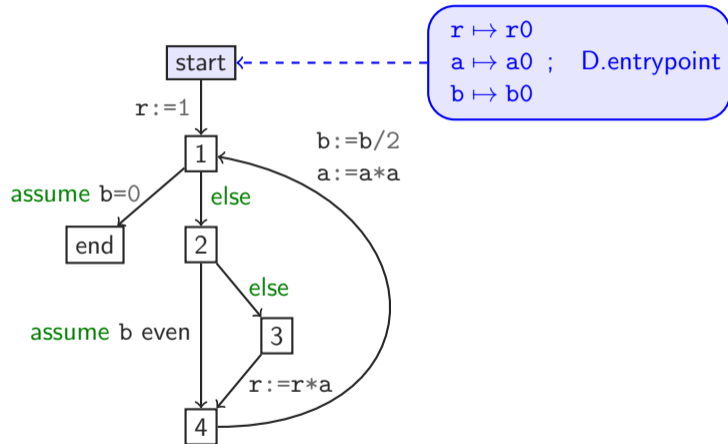 r ↦ r0
start
a ↦ a0 ; D.entrypoint
b ↦ b0
r:=1
b:=b/2
1
a:=a*a
assume b=0
else
end
2
else
assume b even
3
r:=r*a
4